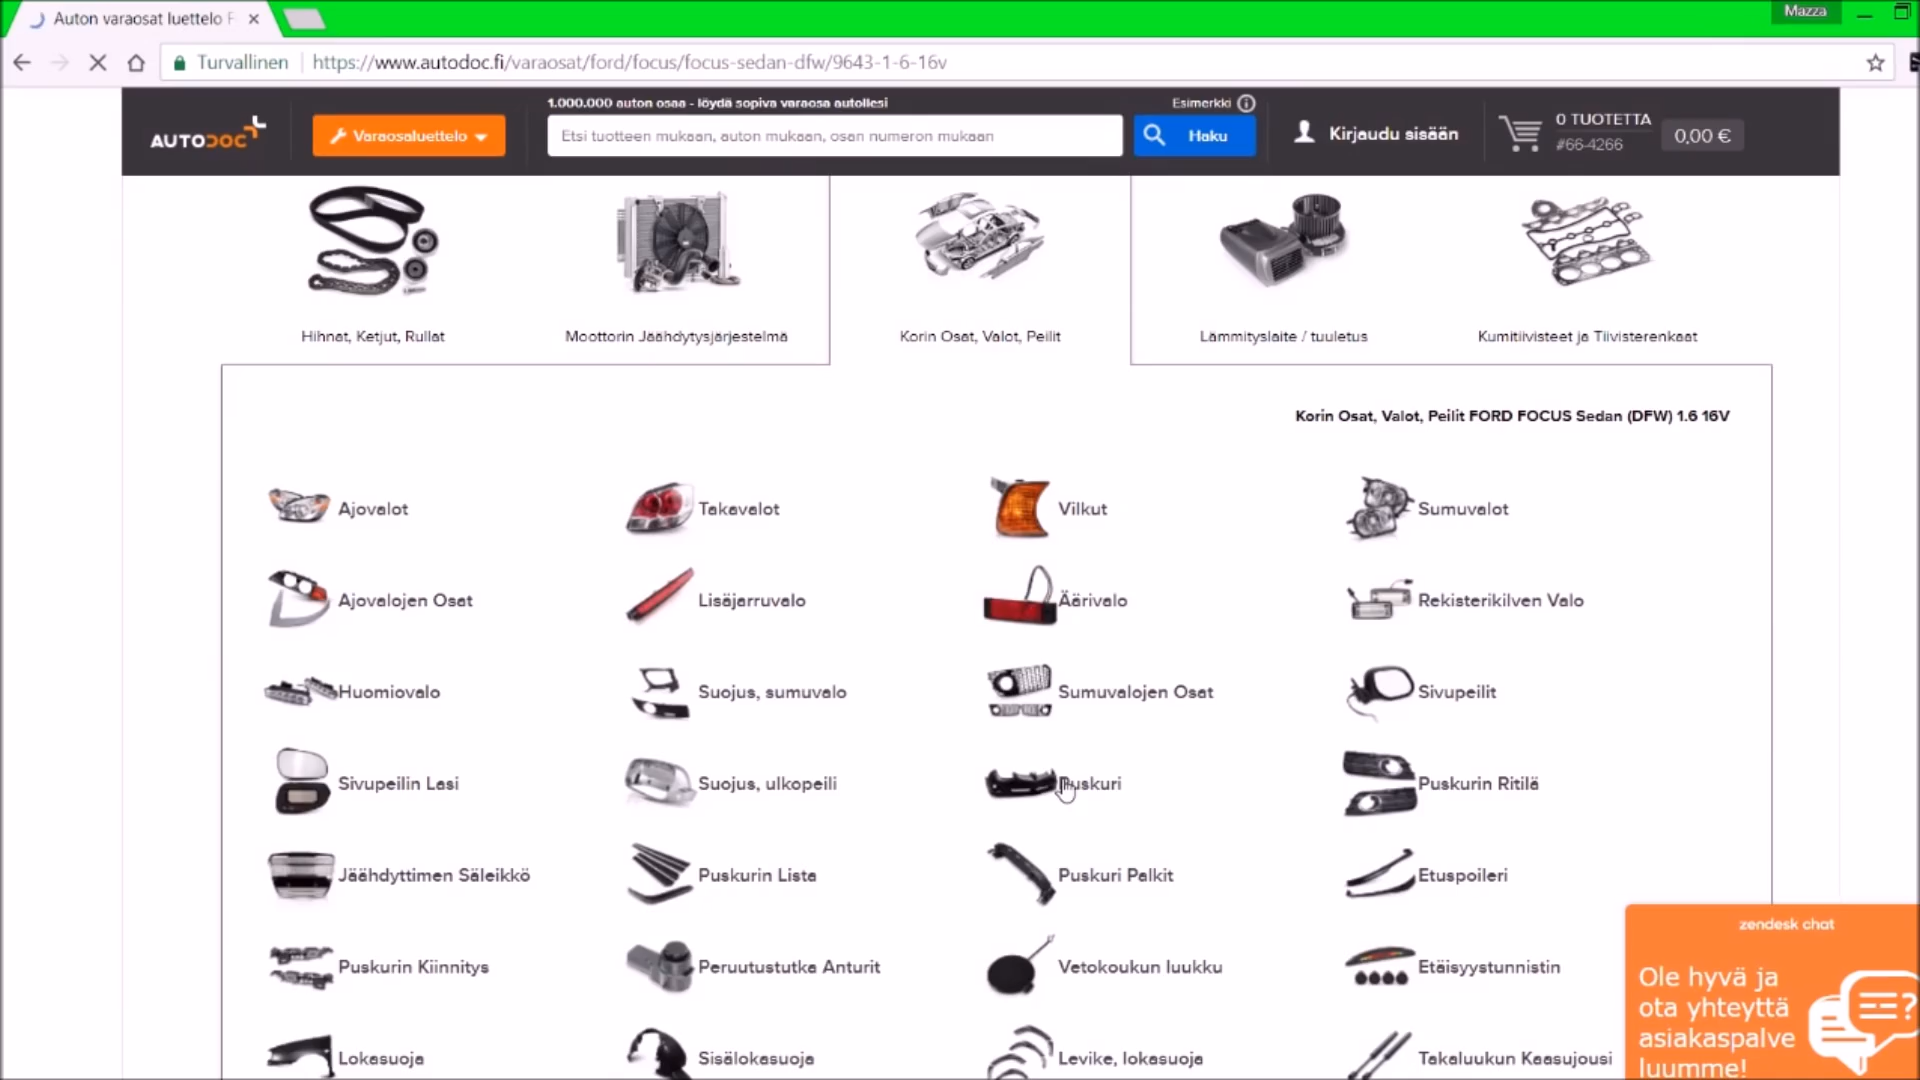 Auton varaosat luettelo F
Mazza
Turvallinen
https://www.autodoc.fi/varaosat/ford/focus/focus-sedan-dfw/9643-1-6-16v
AUTODOC
Varaosaluettelo
1.000.000 auton osaa - löydä sopiva varaosa autollesi
Esimerkki
Etsi tuotteen mukaan, auton mukaan, osan numeron mukaan
Haku
Kirjaudu sisään
0 TUOTETTA
#66-4266
0,00 €
Hihnat, Ketjut, Rullat
Moottorin Jäähdytysjärjestelmä
Korin Osat, Valot, Peilit
Lämmityslaite / tuuletus
Kumitiivisteet ja Tiivisterenkaat
Korin Osat, Valot, Peilit FORD FOCUS Sedan (DFW) 1.6 16V
Ajovalot
Takavalot
Vilkut
Sumuvalot
Ajovalojen Osat
Lisäjarruvalo
Äärivalo
Rekisterikilven Valo
Huomiovalo
Suojus, sumuvalo
Sumuvalojen Osat
Sivupeilit
Sivupeilin Lasi
Suojus, ulkopeili
Puskuri
Puskurin Ritilä
Jäähdyttimen Säleikkö
Puskurin Lista
Puskuri Palkit
Etuspoileri
Puskurin Kiinnitys
Peruutustutka Anturit
Vetokoukun luukku
Etäisyystunnistin
Lokasuoja
Sisälokasuoja
Levike, lokasuoja
Takaluukun Kaasujousi
zendesk chat
Ole hyvä ja
ota yhteyttä
asiakaspalve
luumme!